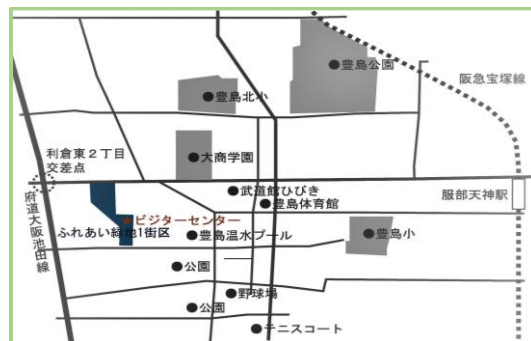 豊島公園
阪急宝塚線
豊島北小
利倉東2丁目
交差点
大商学園
武道館ひびき
豊島体育館
服部天神駅
府道大阪池田線
ビジターセンター
ふれあい緑地1街区
豊島温水プール
豊島小
公園
野球場
公園
テニスコート